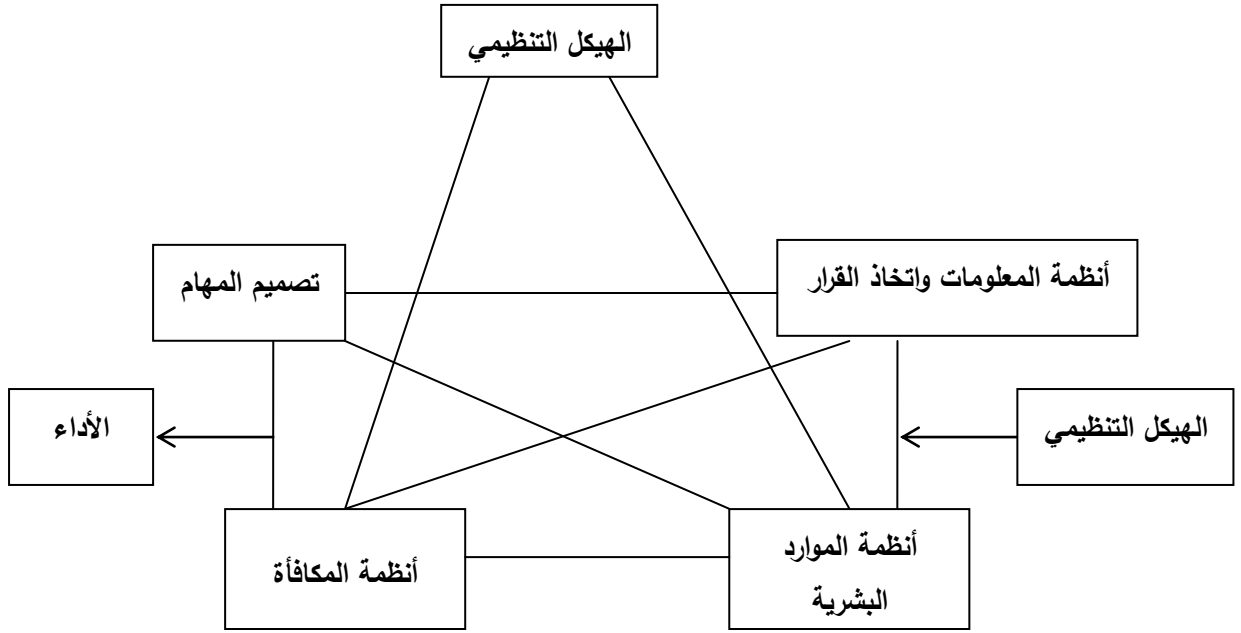 الهيكل التنظيمي
أنظمة المعلومات واتخاذ القرار
تصميم المهام
الهيكل التنظيمي
الأداء
أنظمة الموارد
البشرية
أنظمة المكافأة